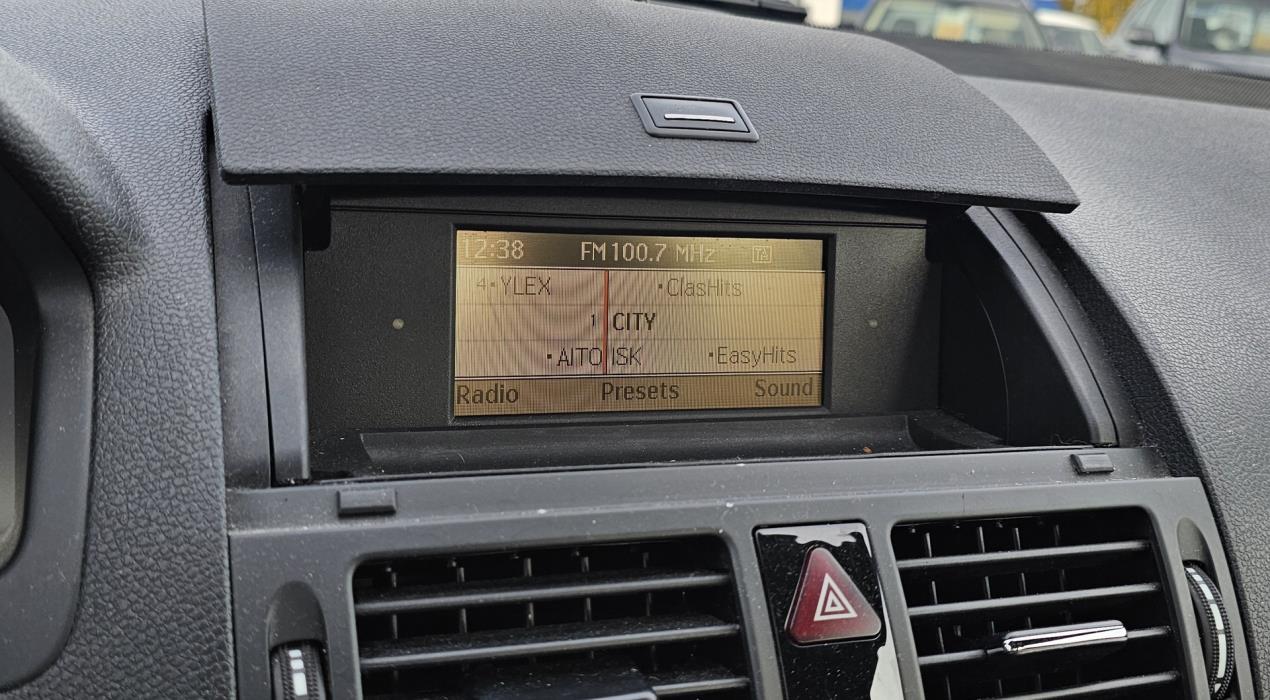 12:38 FM 100.7 MHz TA
4 ▪ YLEX ▪ ClasHits
1 CITY
▪ AITO ISK ▪ EasyHits
Radio Presets Sound